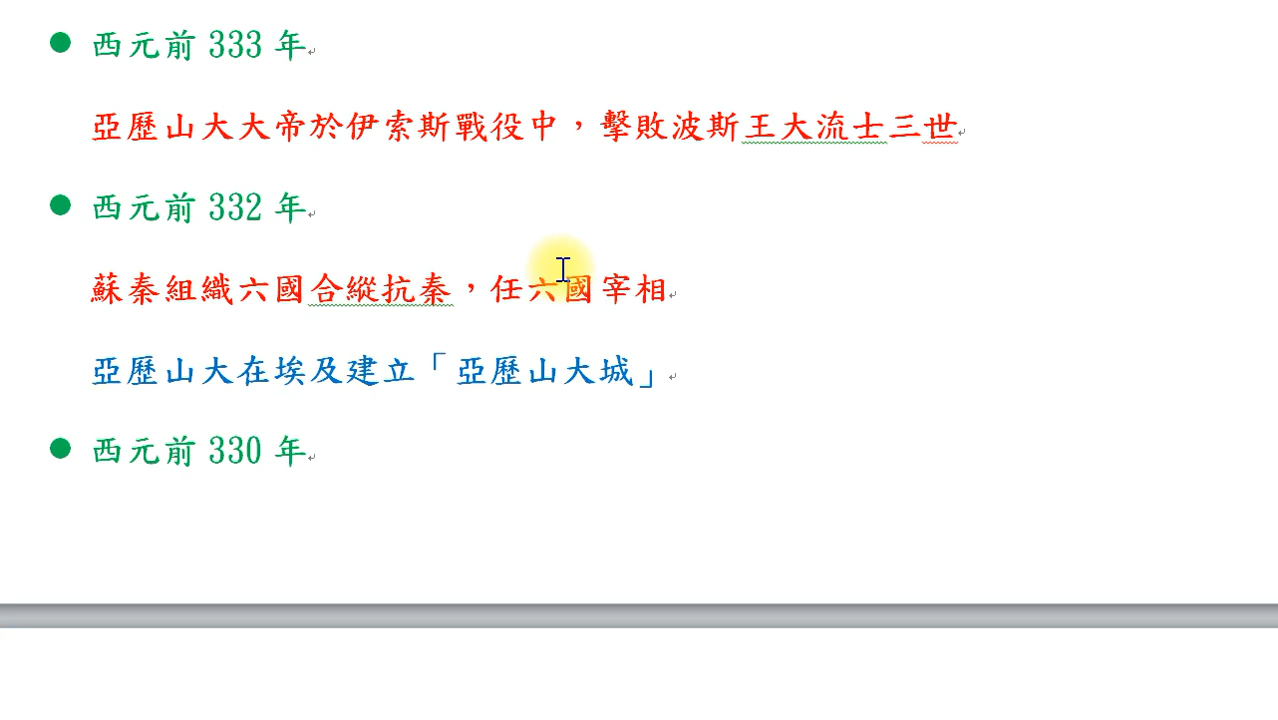 ● 西元前 333 年
亞歷山大大帝於伊索斯戰役中，擊敗波斯王大流士三世
● 西元前 332 年
蘇秦組織六國合縱抗秦，任六國宰相
亞歷山大在埃及建立「亞歷山大城」
● 西元前 330 年